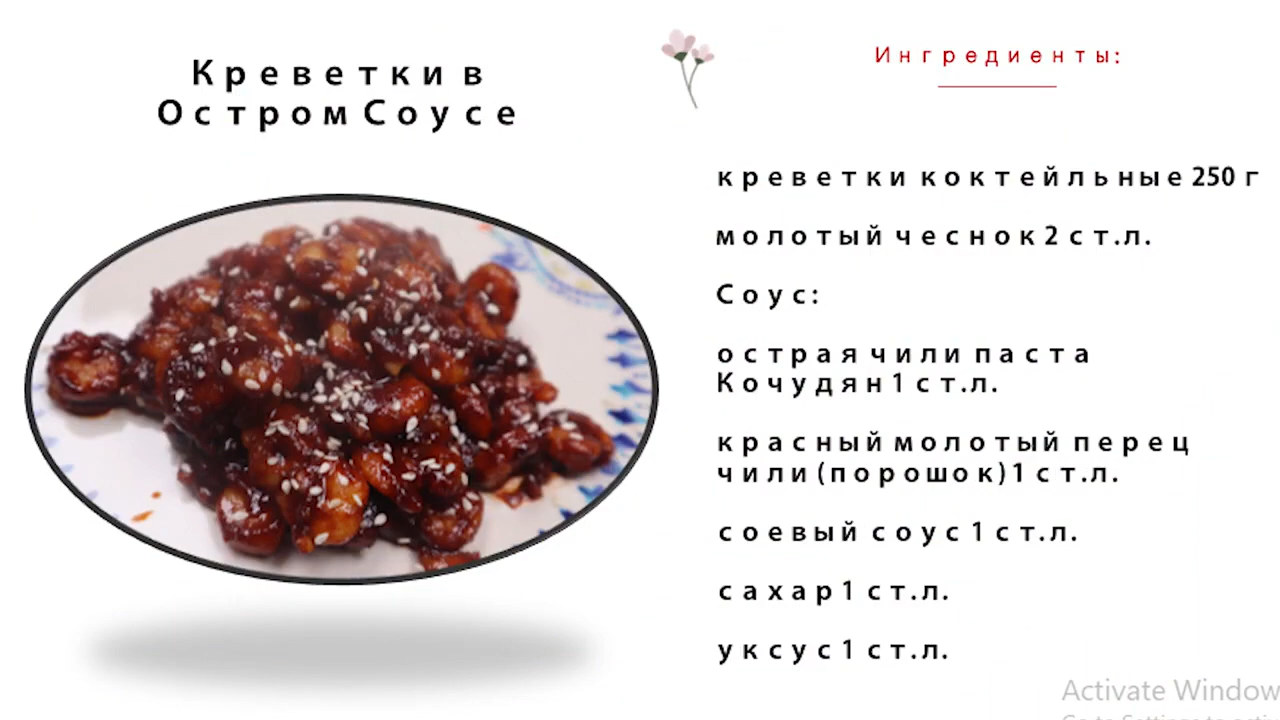 Креветки в
Остром Соусе
Ингредиенты:
креветки коктейльные 250 г
молотый чеснок 2 ст.л.
Соус:
острая чили паста
Кочудян 1 ст.л.
красный молотый перец
чили (порошок) 1 ст.л.
соевый соус 1 ст.л.
сахар 1 ст.л.
уксус 1 ст.л.
Activate Window